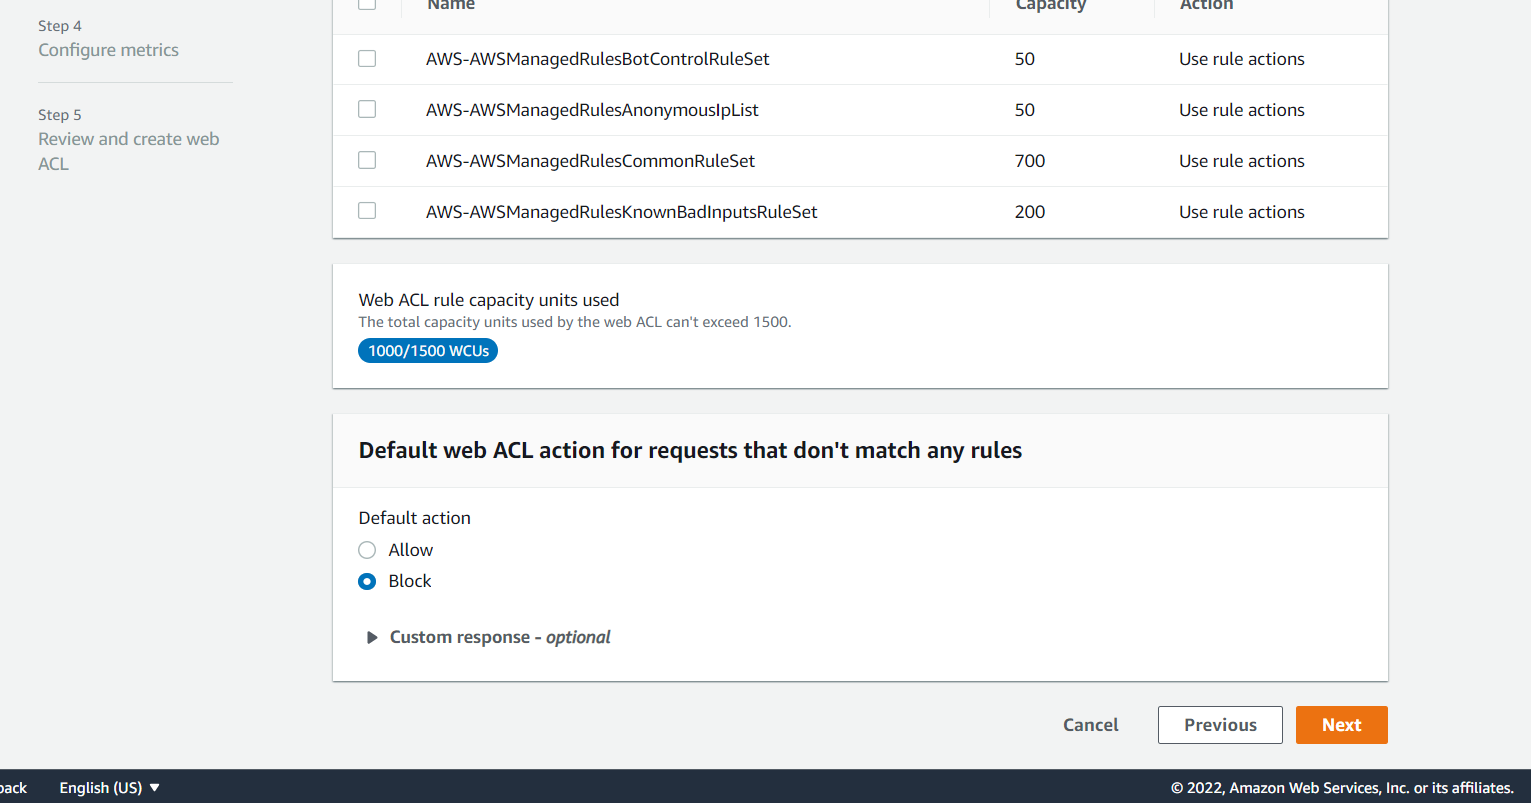 Step 4
Configure metrics
Step 5
Review and create web
ACL
Name Capacity Action
AWS-AWSManagedRulesBotControlRuleSet 50 Use rule actions
AWS-AWSManagedRulesAnonymousIpList 50 Use rule actions
AWS-AWSManagedRulesCommonRuleSet 700 Use rule actions
AWS-AWSManagedRulesKnownBadInputsRuleSet 200 Use rule actions
Web ACL rule capacity units used
The total capacity units used by the web ACL can't exceed 1500.
1000/1500 WCUs
Default web ACL action for requests that don't match any rules
Default action
Allow
Block
Custom response - optional
Cancel Previous Next
English (US) © 2022, Amazon Web Services, Inc. or its affiliates.